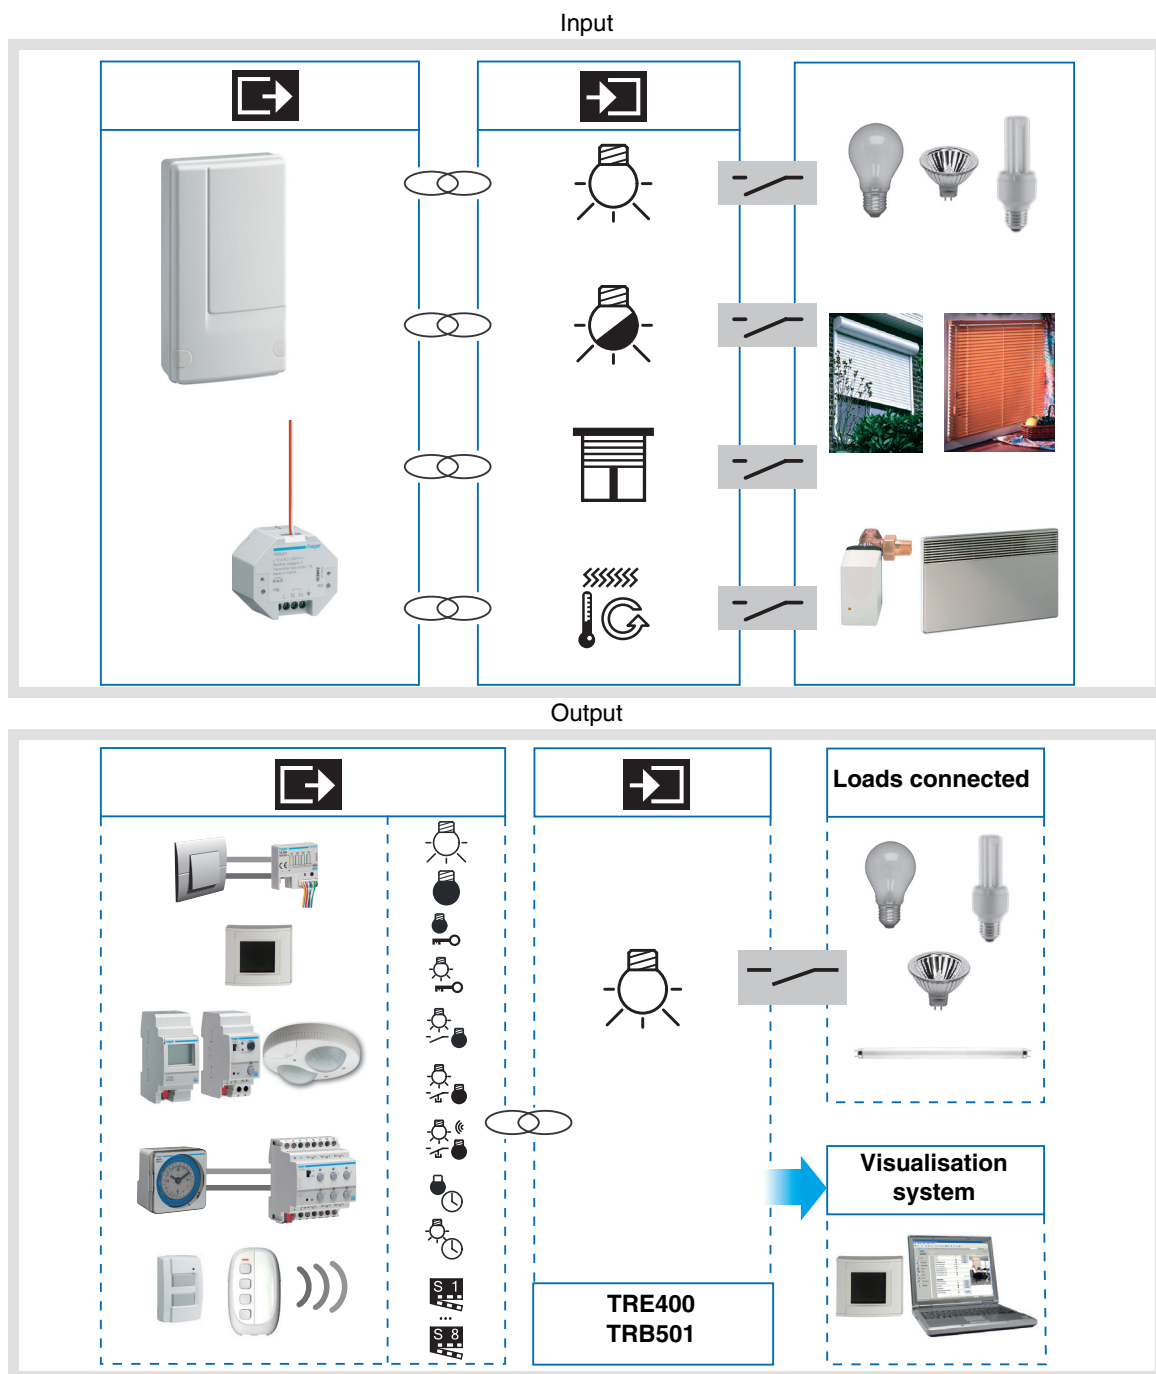 Input
Output
Loads connected
S 1
...
S 8
Visualisation
system
TRE400
TRB501